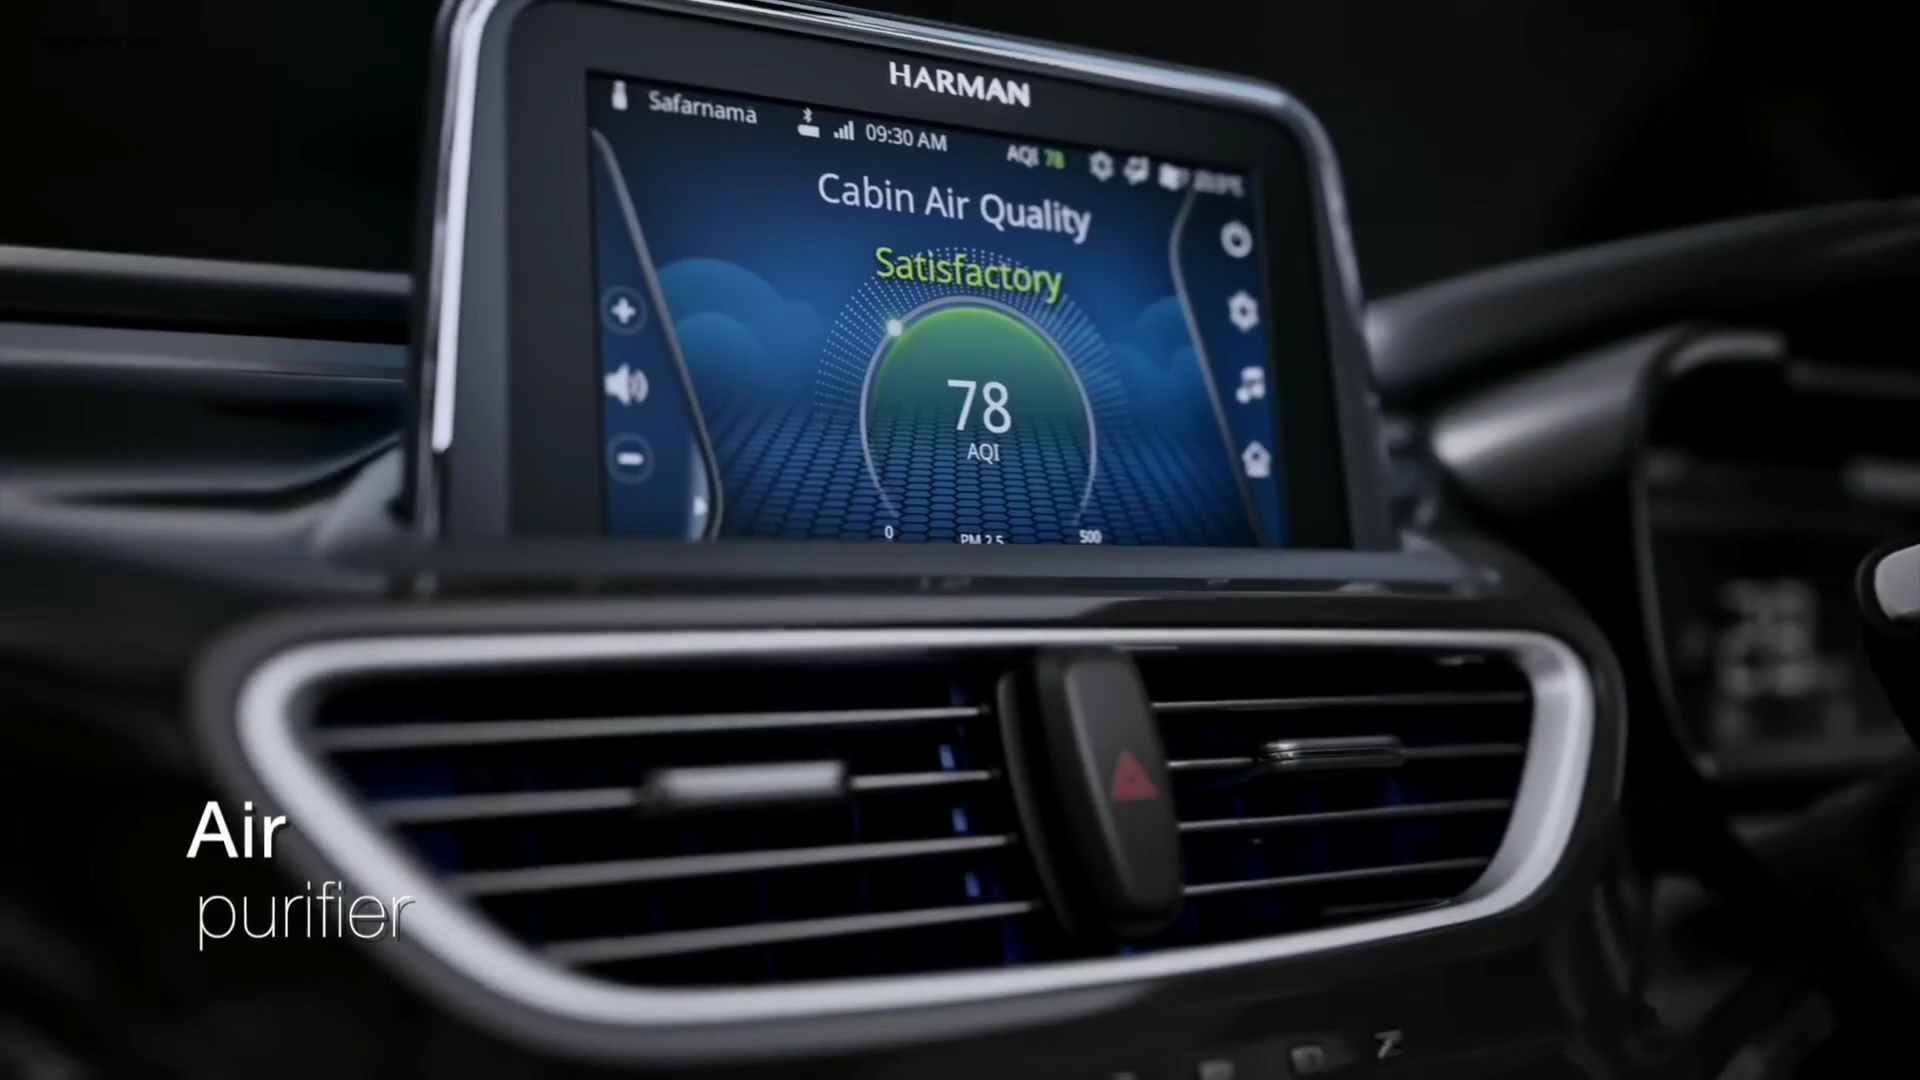 HARMAN
Safarnama
09:30 AM
AQI 78
Cabin Air Quality
Satisfactory
78
AQI
0
PM 2.5
500
Air
purifier
Z